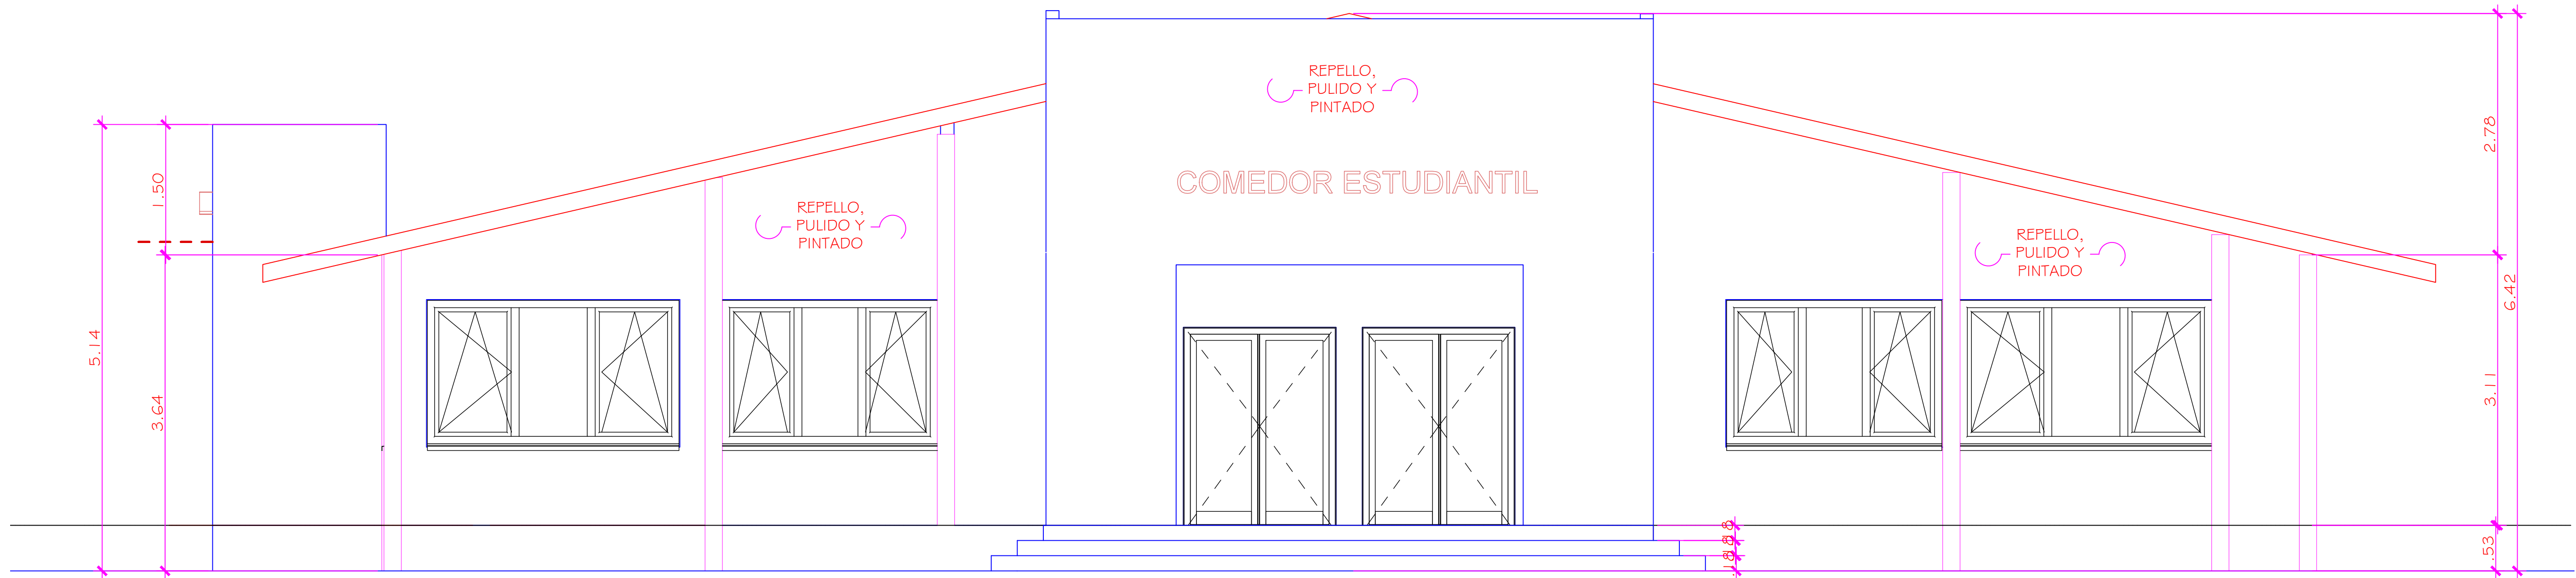 REPELLO,
PULIDO Y
PINTADO
COMEDOR ESTUDIANTIL
REPELLO,
PULIDO Y
PINTADO
REPELLO,
PULIDO Y
PINTADO
5.14
1.50
3.64
2.78
6.42
3.11
.53
.18